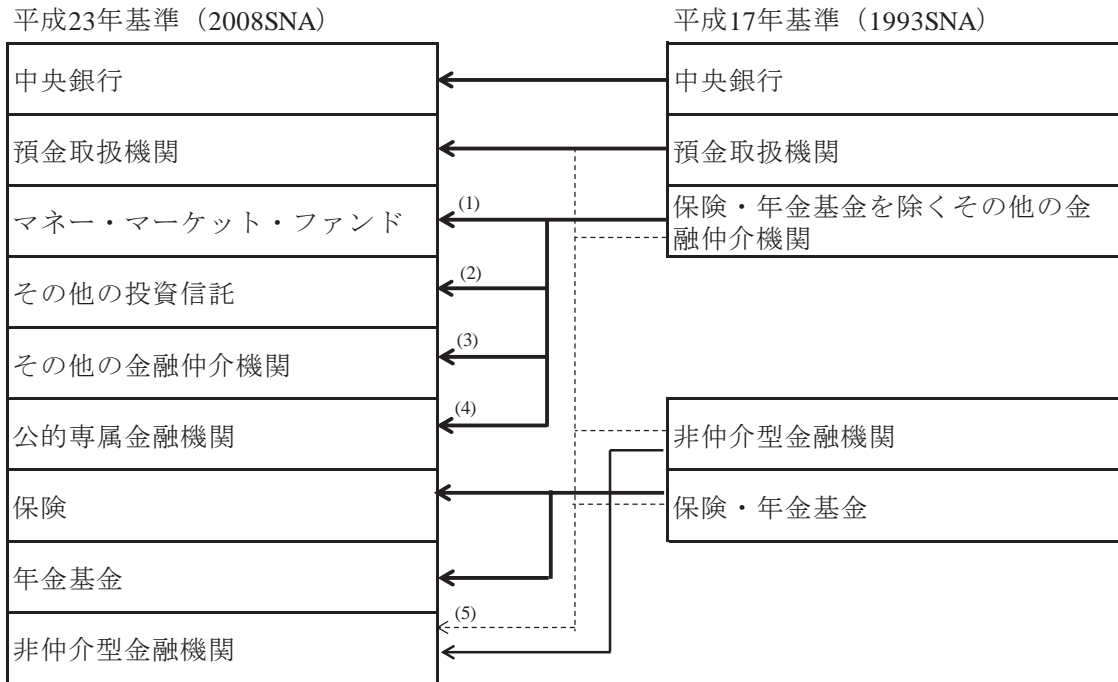 平成23年基準（2008SNA）
中央銀行
預金取扱機関
マネー・マーケット・ファンド
その他の投資信託
その他の金融仲介機関
公的専属金融機関
保険
年金基金
非仲介型金融機関
(1)
(2)
(3)
(4)
(5)
平成17年基準（1993SNA）
中央銀行
預金取扱機関
保険・年金基金を除くその他の金
融仲介機関
非仲介型金融機関
保険・年金基金